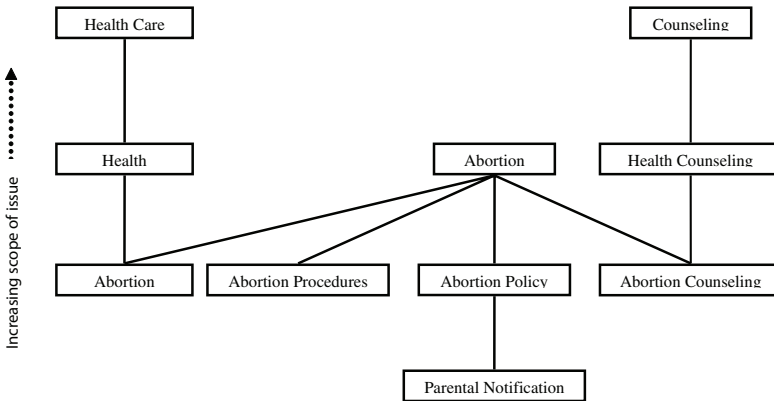 Health Care
Counseling
Health
Abortion
Health Counseling
Abortion
Abortion Procedures
Abortion Policy
Abortion Counseling
Parental Notification
Increasing scope of issue